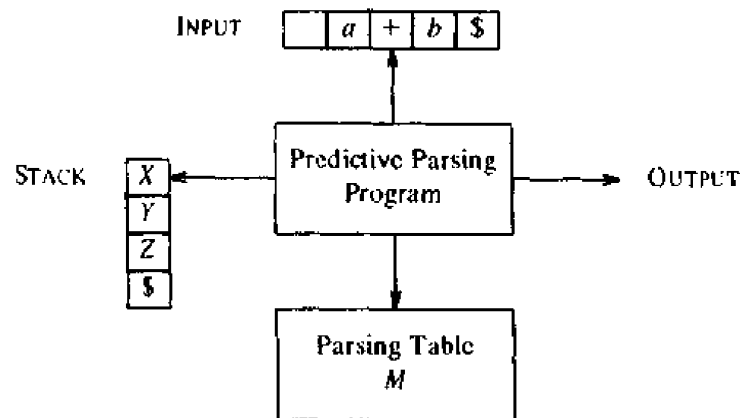 INPUT a + b $
Predictive Parsing
Program
STACK X
Y
Z
$
OUTPUT
Parsing Table
M